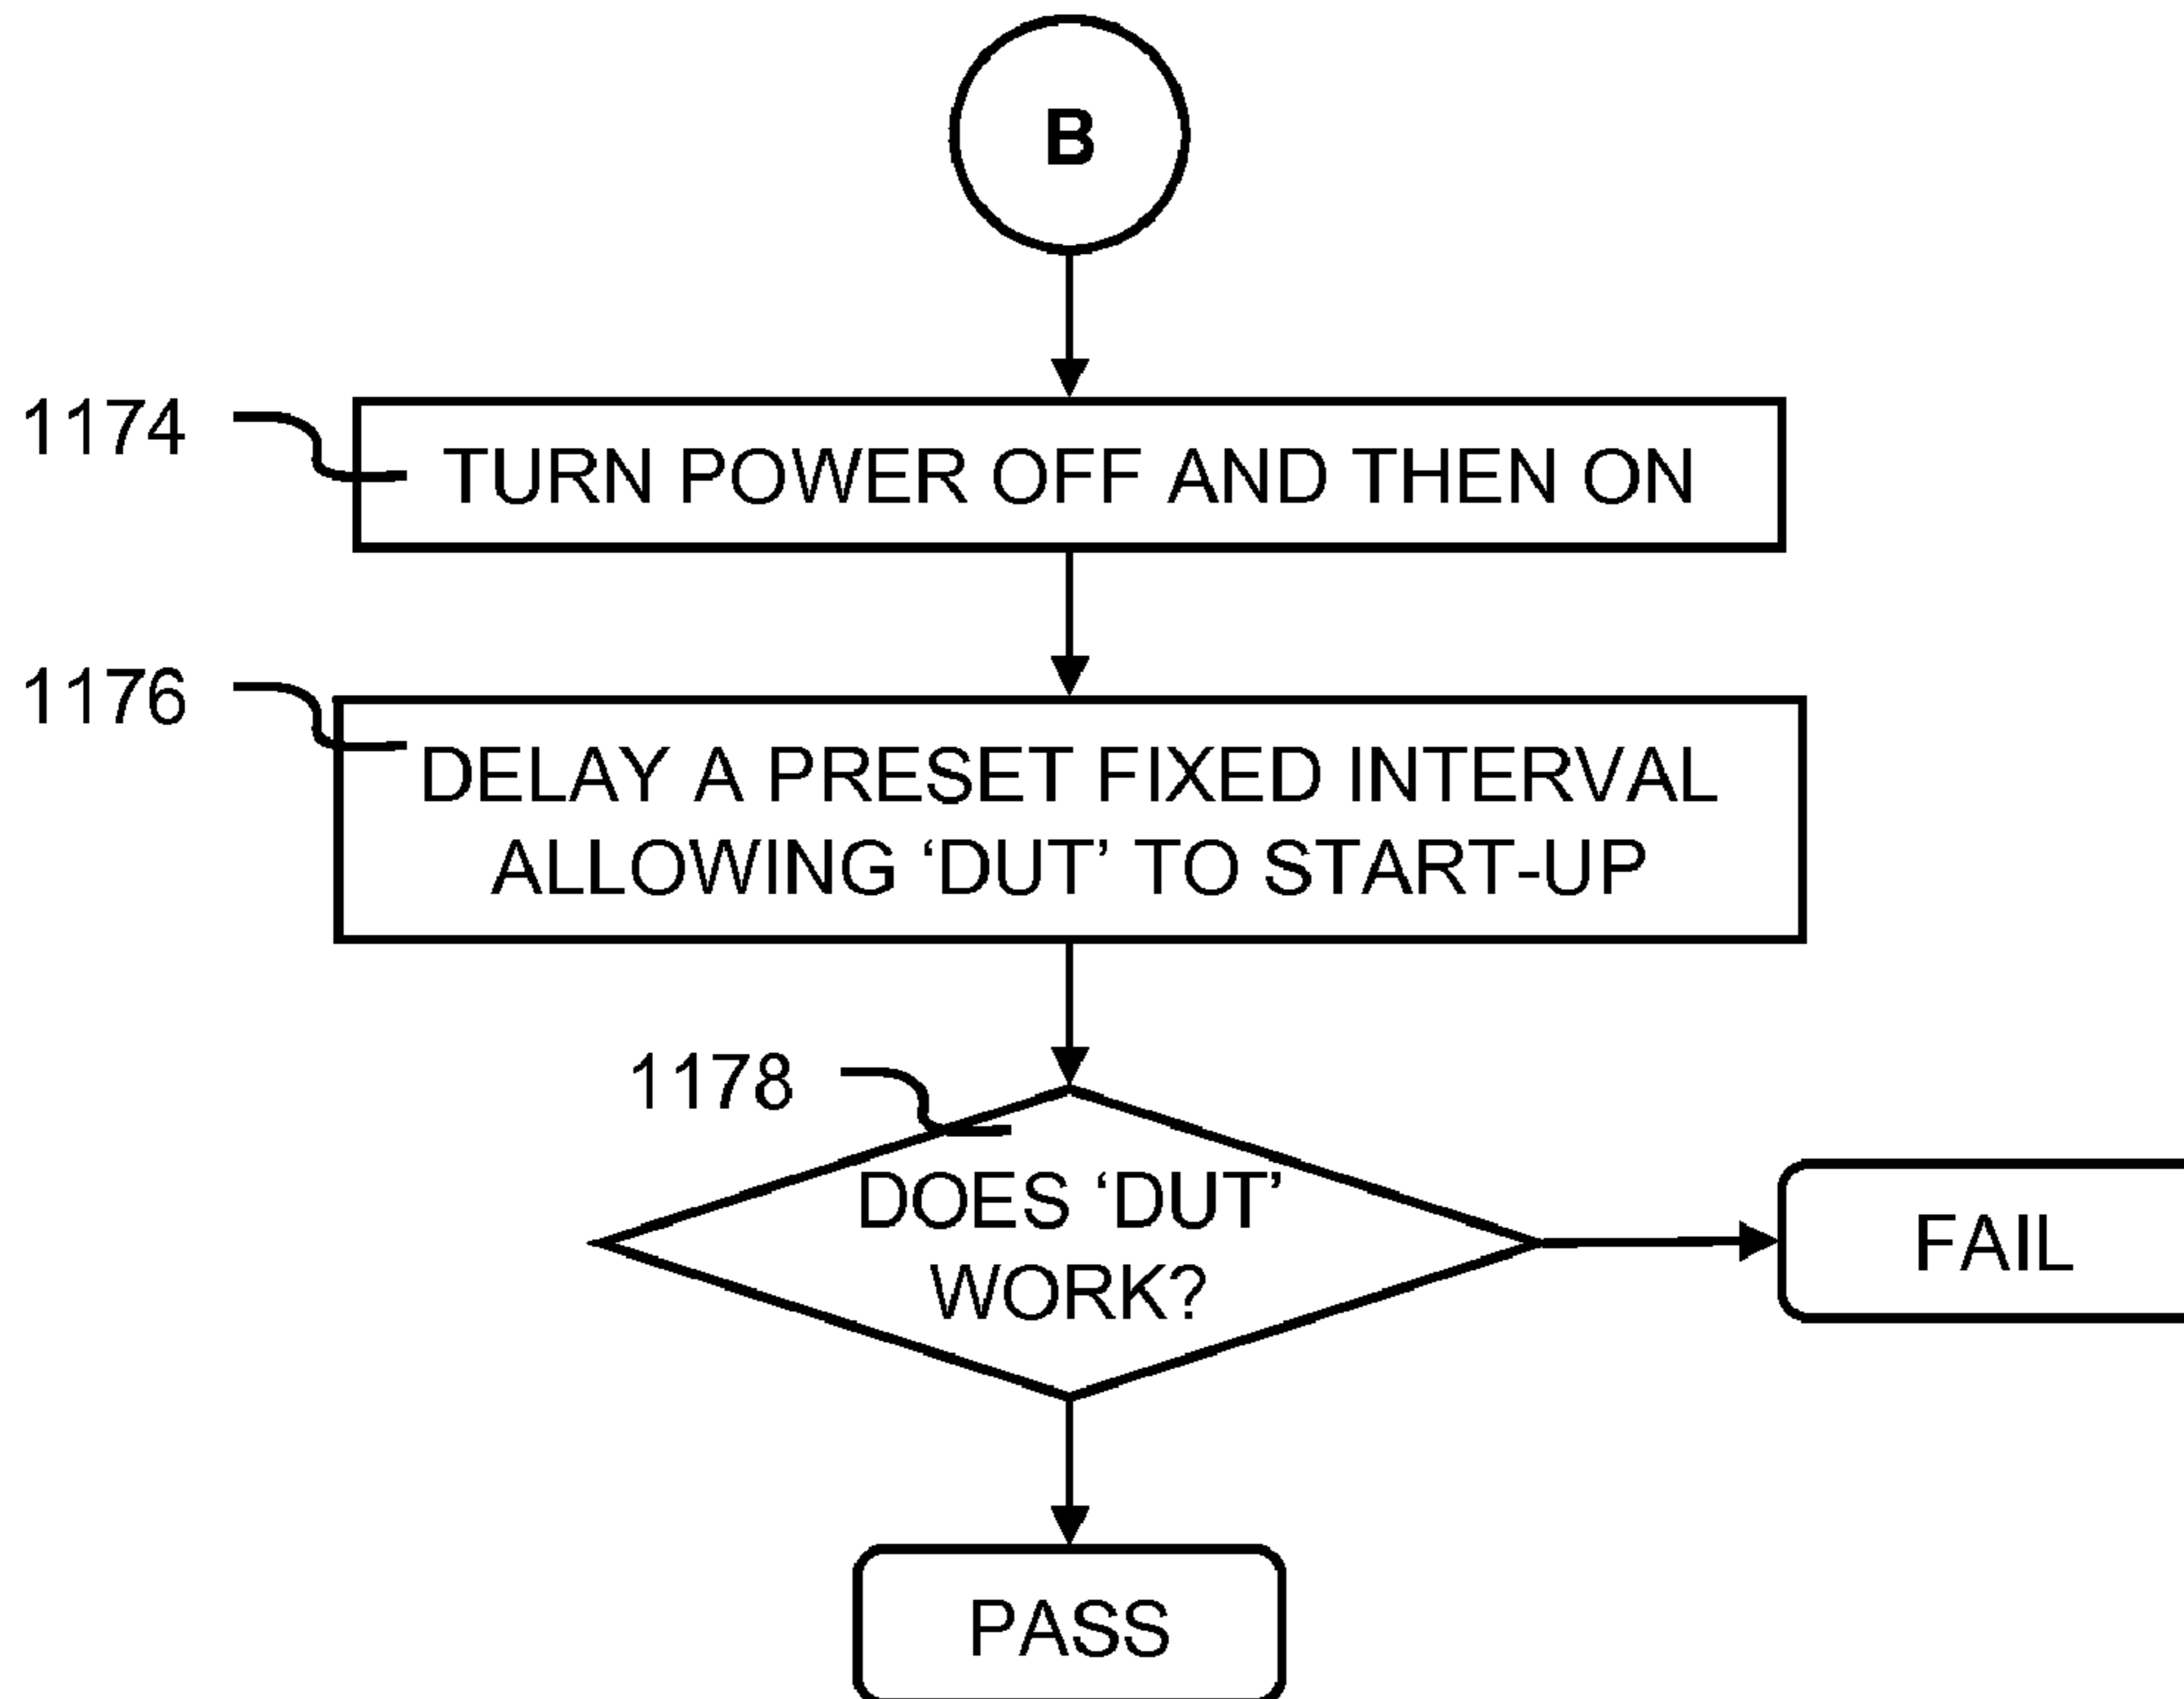 B
1174
TURN POWER OFF AND THEN ON
1176
DELAY A PRESET FIXED INTERVAL
ALLOWING ‘DUT’ TO START-UP
1178
DOES ‘DUT’
WORK?
FAIL
PASS